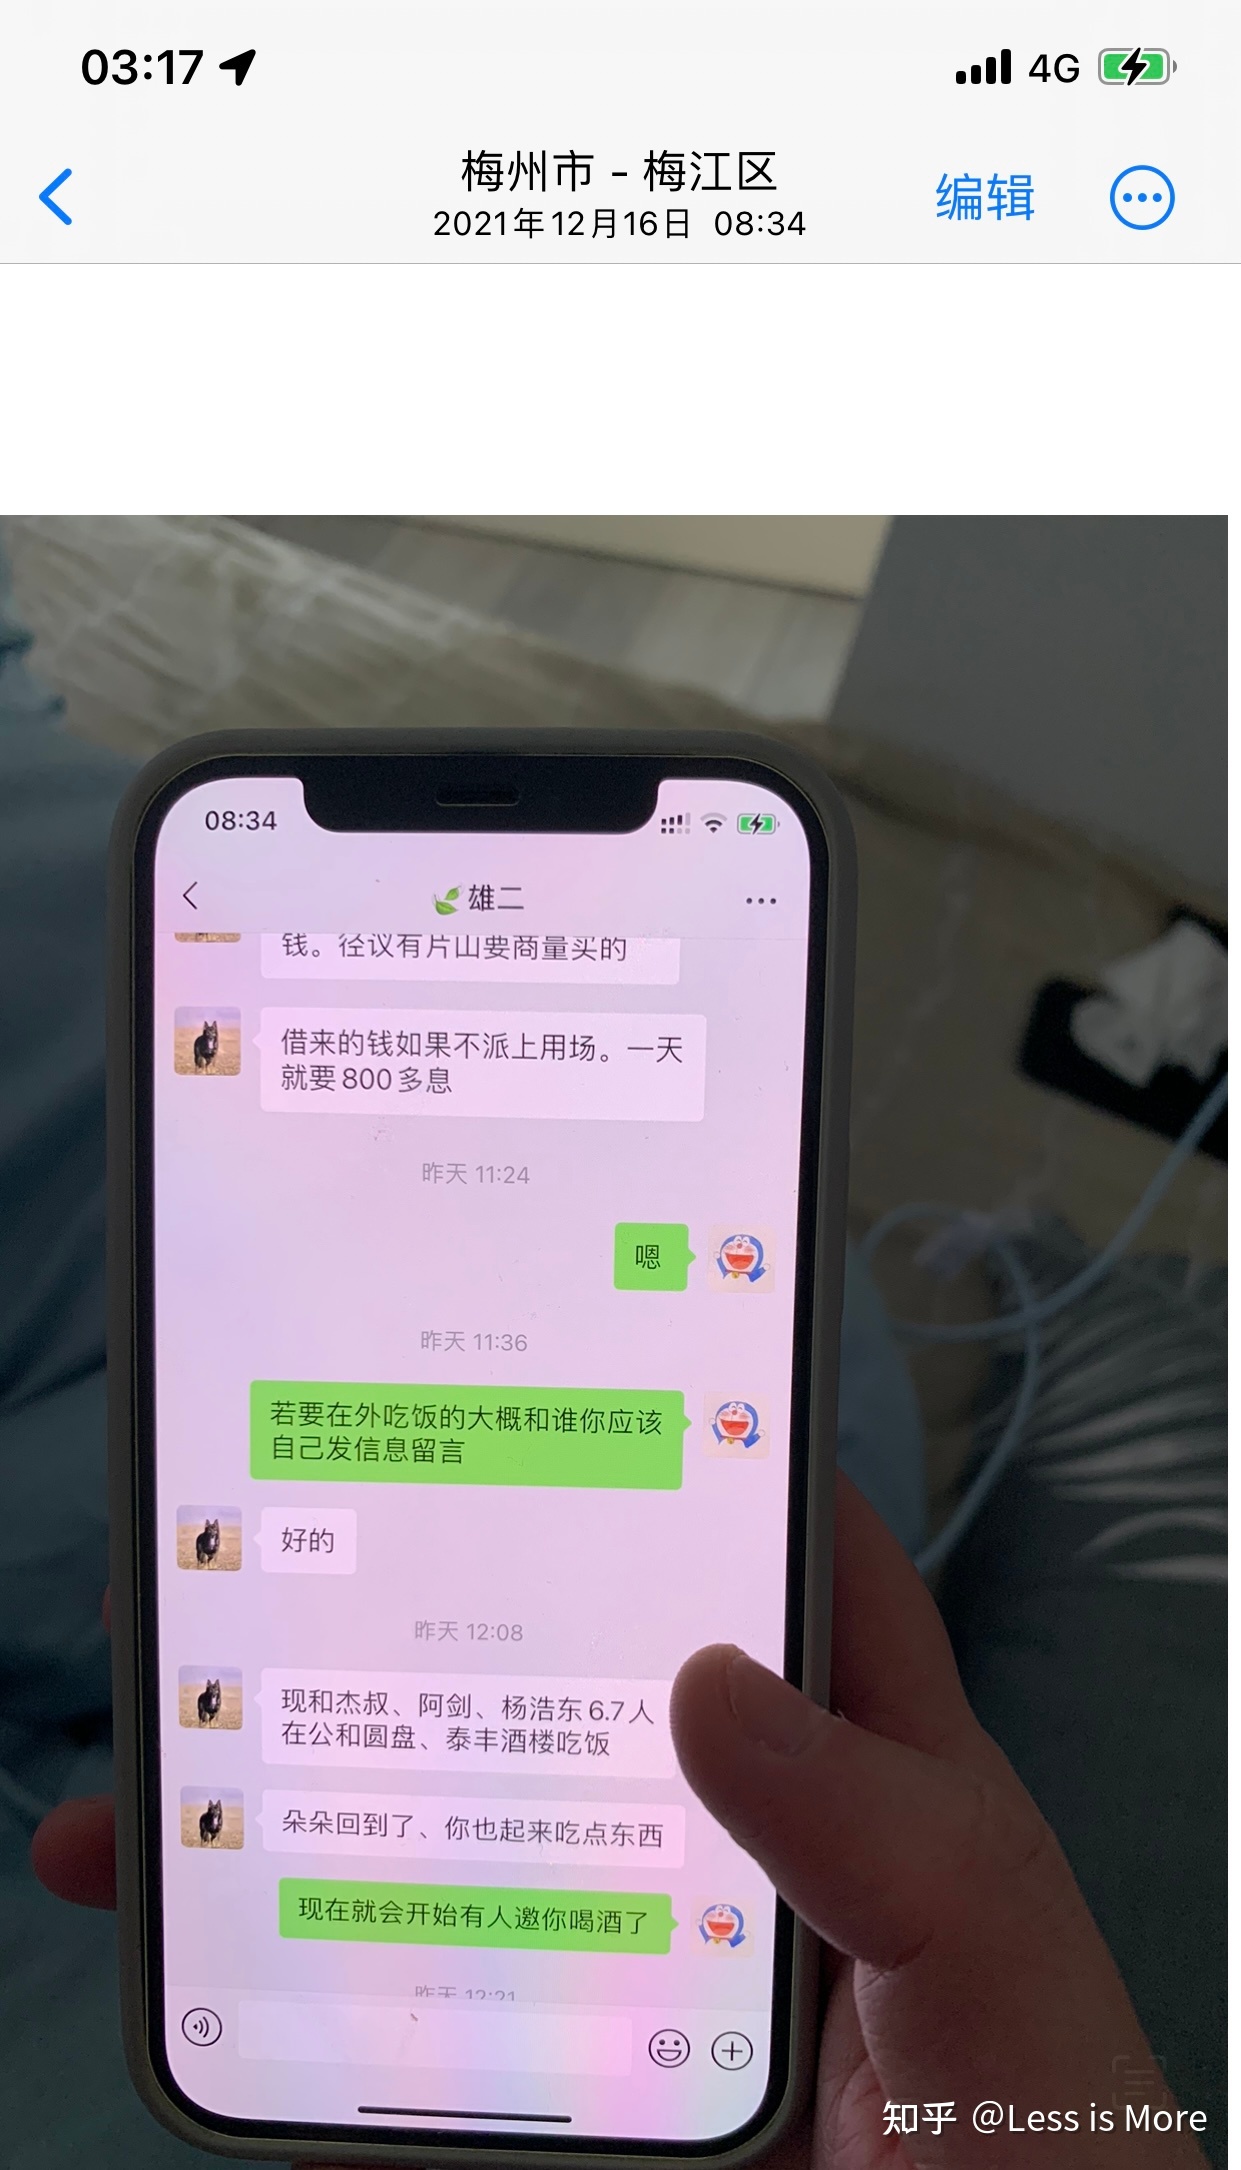 03:17
4G
梅州市 - 梅江区
2021年12月16日 08:34
编辑
08:34
雄二
钱。径议有片山要商量买的
借来的钱如果不派上用场。一天
就要800多息
昨天 11:24
嗯
昨天 11:36
若要在外吃饭的大概和谁你应该
自己发信息留言
好的
昨天 12:08
现和杰叔、阿剑、杨浩东6.7人
在公和圆盘、泰丰酒楼吃饭
朵朵回到了、你也起来吃点东西
现在就会开始有人邀你喝酒了
昨天 12:21
知乎 @Less is More